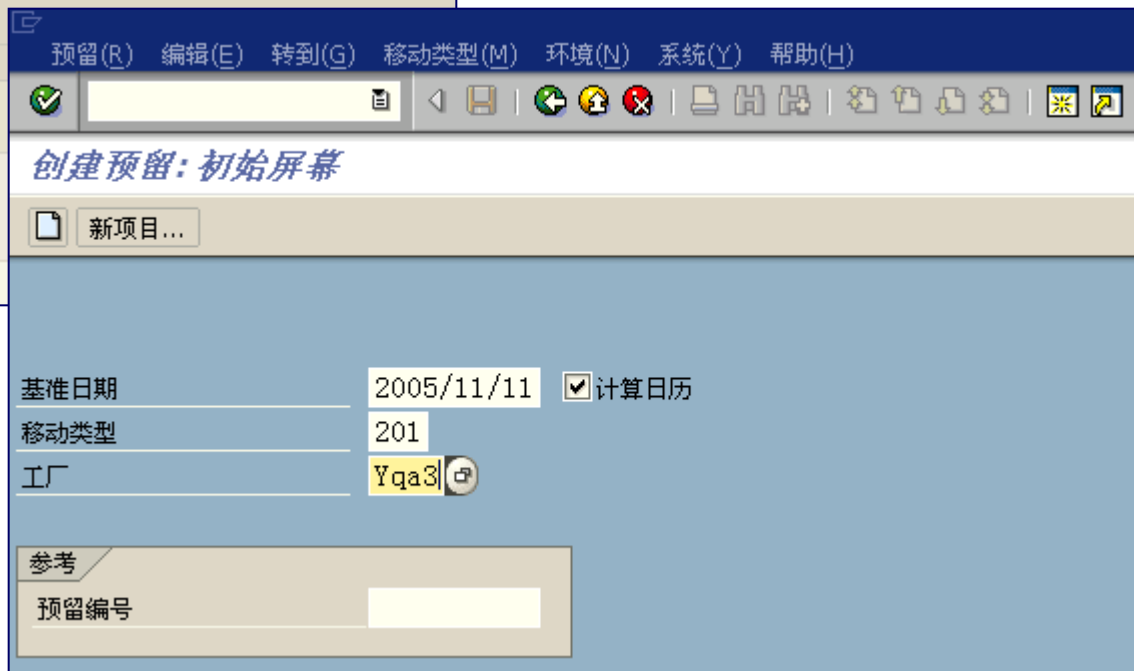 预留(R) 编辑(E) 转到(G) 移动类型(M) 环境(N) 系统(Y) 帮助(H)
创建预留:初始屏幕
新项目...
基准日期 2005/11/11 计算日历
移动类型 201
工厂 Yqa3
参考
预留编号